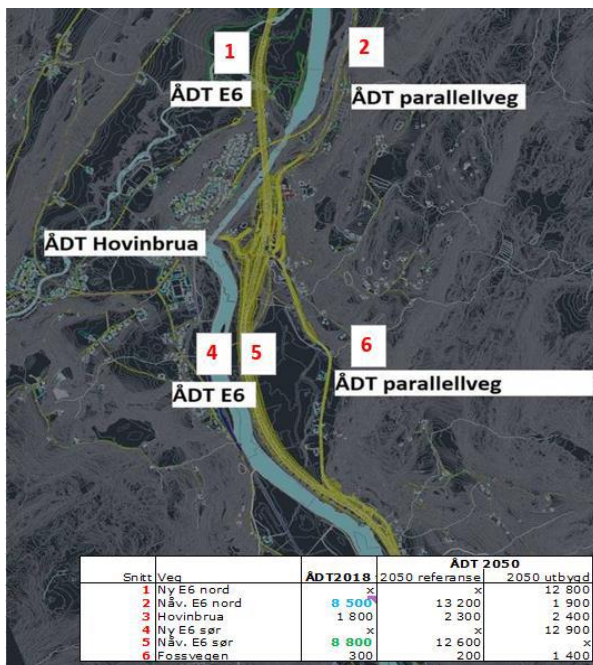 1
2
ÅDT E6
ÅDT parallellveg
ÅDT Hovinbrua
4
5
6
ÅDT E6
ÅDT parallellveg
ÅDT 2050
Snitt Veg ÅDT2018 2050 referanse 2050 utbygd
1 Ny E6 nord x x 12 800
2 Nåv. E6 nord 8 500 13 200 1 900
3 Hovinbrua 1 800 2 300 2 400
4 Ny E6 sør x x 12 900
5 Nåv. E6 sør 8 800 12 600 x
6 Fossvegen 300 200 1 400